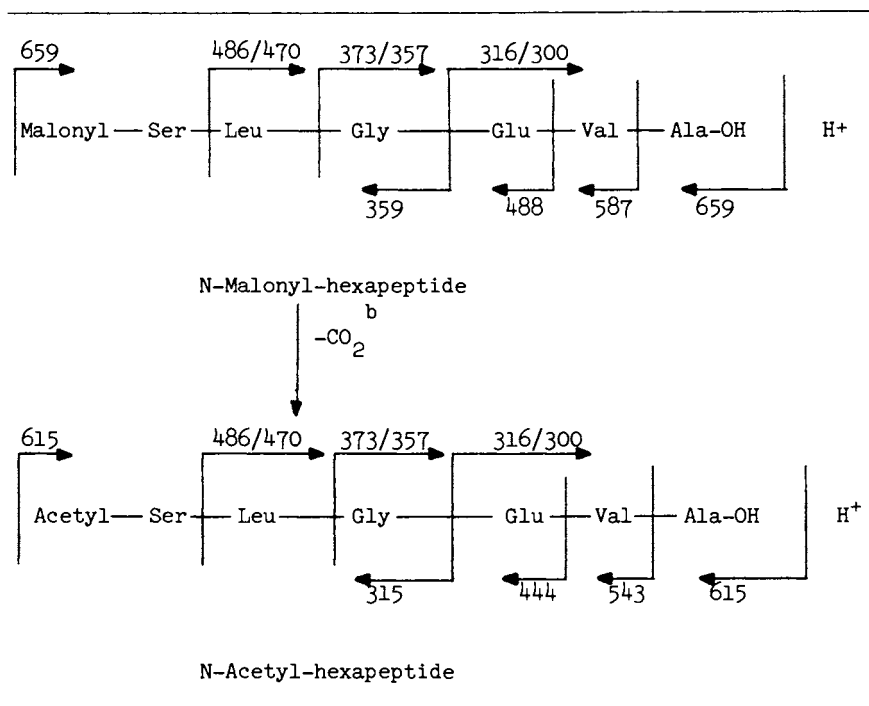 659 486/470 373/357 316/300
Malonyl — Ser — Leu — Gly — Glu — Val — Ala-OH H+
359 488 587 659
N-Malonyl-hexapeptide
b
-CO2
615 486/470 373/357 316/300
Acetyl — Ser — Leu — Gly — Glu — Val — Ala-OH H+
315 444 543 615
N-Acetyl-hexapeptide